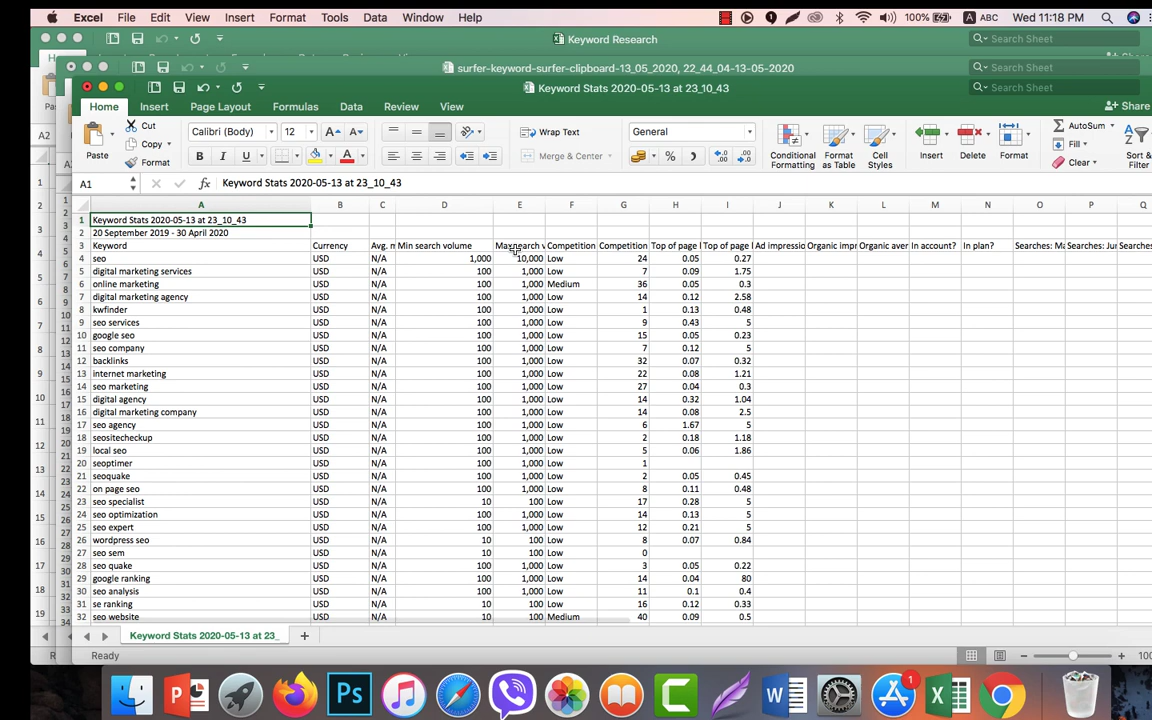 Excel File Edit View Insert Format Tools Data Window Help 100% A ABC Wed 11:18 PM
Keyword Research Search Sheet
surfer-keyword-surfer-clipboard-13_05_2020, 22_44_04-13-05-2020 Search Sheet
Keyword Stats 2020-05-13 at 23_10_43 Search Sheet
Home Insert Page Layout Formulas Data Review View Share
Paste Cut Copy Format Calibri (Body) 12 A A Wrap Text General Conditional Formatting Format as Table Cell Styles Insert Delete Format AutoSum Fill Clear Sort & Filter
B I U A Merge & Center %
A2 A1 fx Keyword Stats 2020-05-13 at 23_10_43
A B C D E F G H I J K L M N O P Q
1 Keyword Stats 2020-05-13 at 23_10_43
2 20 September 2019 - 30 April 2020
3 Keyword Currency Avg. m Min search volume Max search v Competition Competition Top of page l Top of page l Ad impressio Organic impr Organic aver In account? In plan? Searches: Ma Searches: Jun Searches
4 seo USD N/A 1,000 10,000 Low 24 0.05 0.27
5 digital marketing services USD N/A 100 1,000 Low 7 0.09 1.75
6 online marketing USD N/A 100 1,000 Medium 36 0.05 0.3
7 digital marketing agency USD N/A 100 1,000 Low 14 0.12 2.58
8 kwfinder USD N/A 100 1,000 Low 1 0.13 0.48
9 seo services USD N/A 100 1,000 Low 9 0.43 5
10 google seo USD N/A 100 1,000 Low 15 0.05 0.23
11 seo company USD N/A 100 1,000 Low 7 0.12 5
12 backlinks USD N/A 100 1,000 Low 32 0.07 0.32
13 internet marketing USD N/A 100 1,000 Low 22 0.08 1.21
14 seo marketing USD N/A 100 1,000 Low 27 0.04 0.3
15 digital agency USD N/A 100 1,000 Low 14 0.32 1.04
16 digital marketing company USD N/A 100 1,000 Low 14 0.08 2.5
17 seo agency USD N/A 100 1,000 Low 6 1.67 5
18 seositecheckup USD N/A 100 1,000 Low 2 0.18 1.18
19 local seo USD N/A 100 1,000 Low 5 0.06 1.86
20 seoptimer USD N/A 100 1,000 Low 1
21 seoquake USD N/A 100 1,000 Low 2 0.05 0.45
22 on page seo USD N/A 100 1,000 Low 8 0.11 0.48
23 seo specialist USD N/A 10 100 Low 17 0.28 5
24 seo optimization USD N/A 100 1,000 Low 14 0.13 5
25 seo expert USD N/A 100 1,000 Low 12 0.21 5
26 wordpress seo USD N/A 10 100 Low 8 0.07 0.84
27 seo sem USD N/A 10 100 Low 0
28 seo quake USD N/A 100 1,000 Low 3 0.05 0.22
29 google ranking USD N/A 100 1,000 Low 14 0.04 80
30 seo analysis USD N/A 100 1,000 Low 11 0.1 0.4
31 se ranking USD N/A 10 100 Low 16 0.12 0.33
32 seo website USD N/A 10 100 Medium 40 0.09 0.5
Keyword Stats 2020-05-13 at 23_ +
Ready 100
P Ps C W 1 X